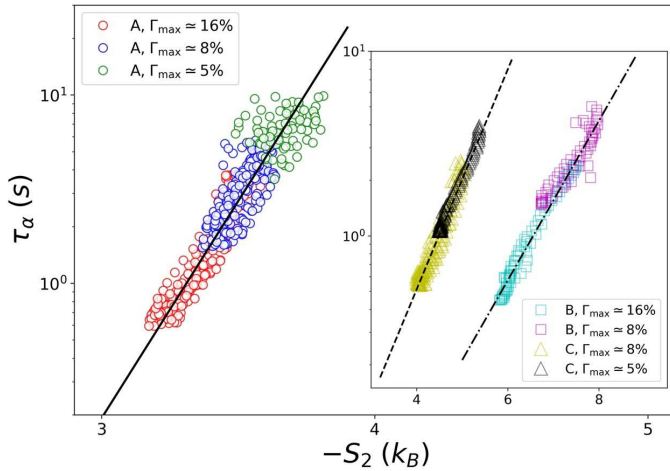 A, Γmax ≃ 16%
A, Γmax ≃ 8%
A, Γmax ≃ 5%
10¹
10⁰
τα (s)
3
4
5
−S2 (kB)
10¹
10⁰
4
6
8
B, Γmax ≃ 16%
B, Γmax ≃ 8%
C, Γmax ≃ 8%
C, Γmax ≃ 5%